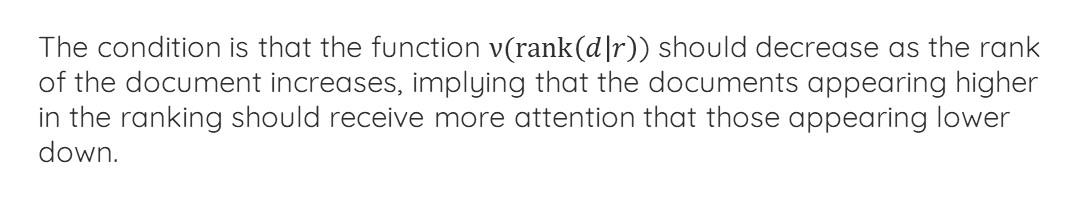 The condition is that the function v(rank(d|r)) should decrease as the rank
of the document increases, implying that the documents appearing higher
in the ranking should receive more attention that those appearing lower
down.